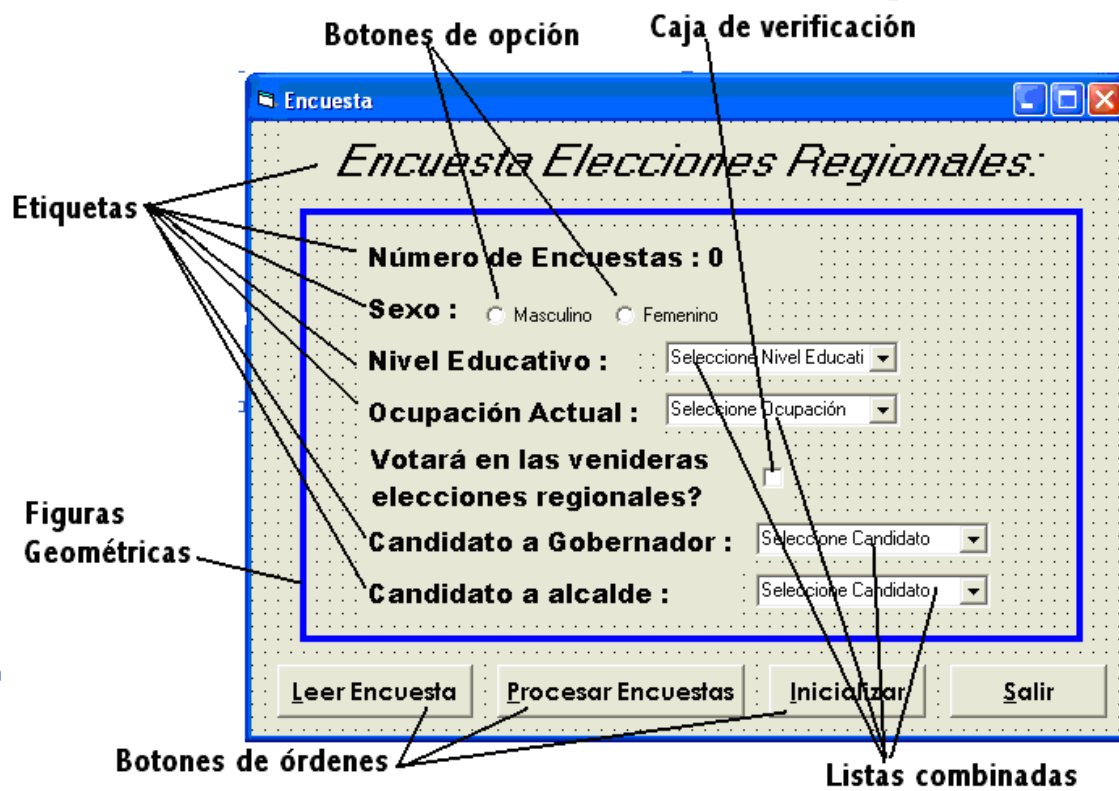 Botones de opción
Caja de verificación
Encuesta
Encuesta Elecciones Regionales:
Etiquetas
Número de Encuestas : 0
Sexo :
Masculino
Femenino
Nivel Educativo :
Seleccione Nivel Educati
Ocupación Actual :
Seleccione Ocupación
Votará en las venideras
elecciones regionales?
Figuras
Geométricas
Candidato a Gobernador :
Seleccione Candidato
Candidato a alcalde :
Seleccione Candidato
Leer Encuesta
Procesar Encuestas
Inicializar
Salir
Botones de órdenes
Listas combinadas